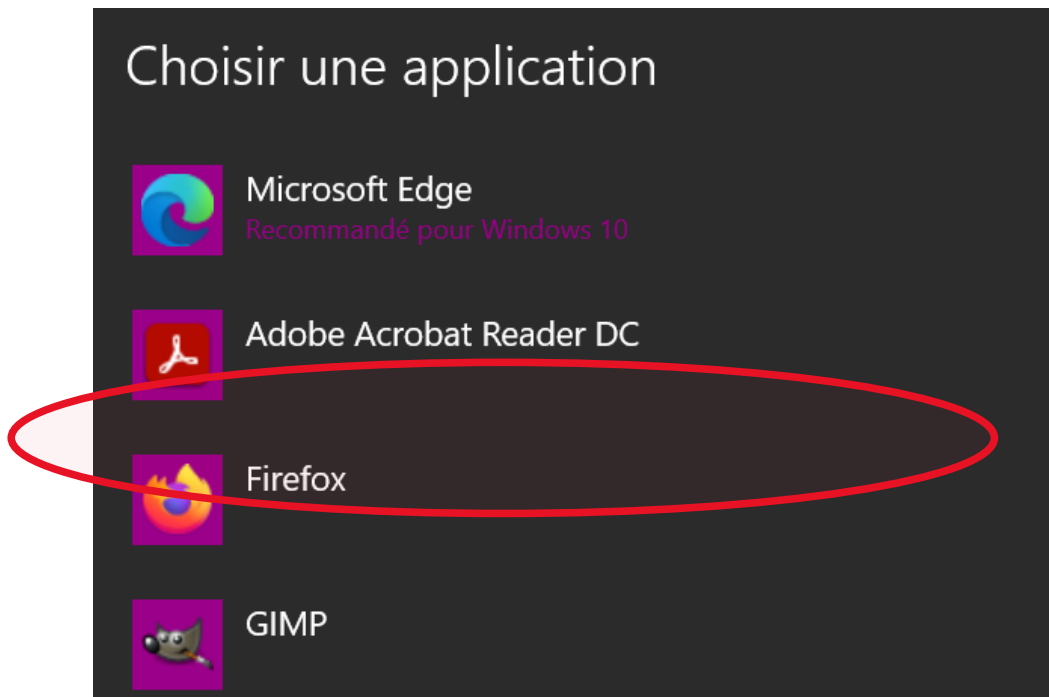 Choisir une application
Microsoft Edge
Recommandé pour Windows 10
Adobe Acrobat Reader DC
Firefox
GIMP